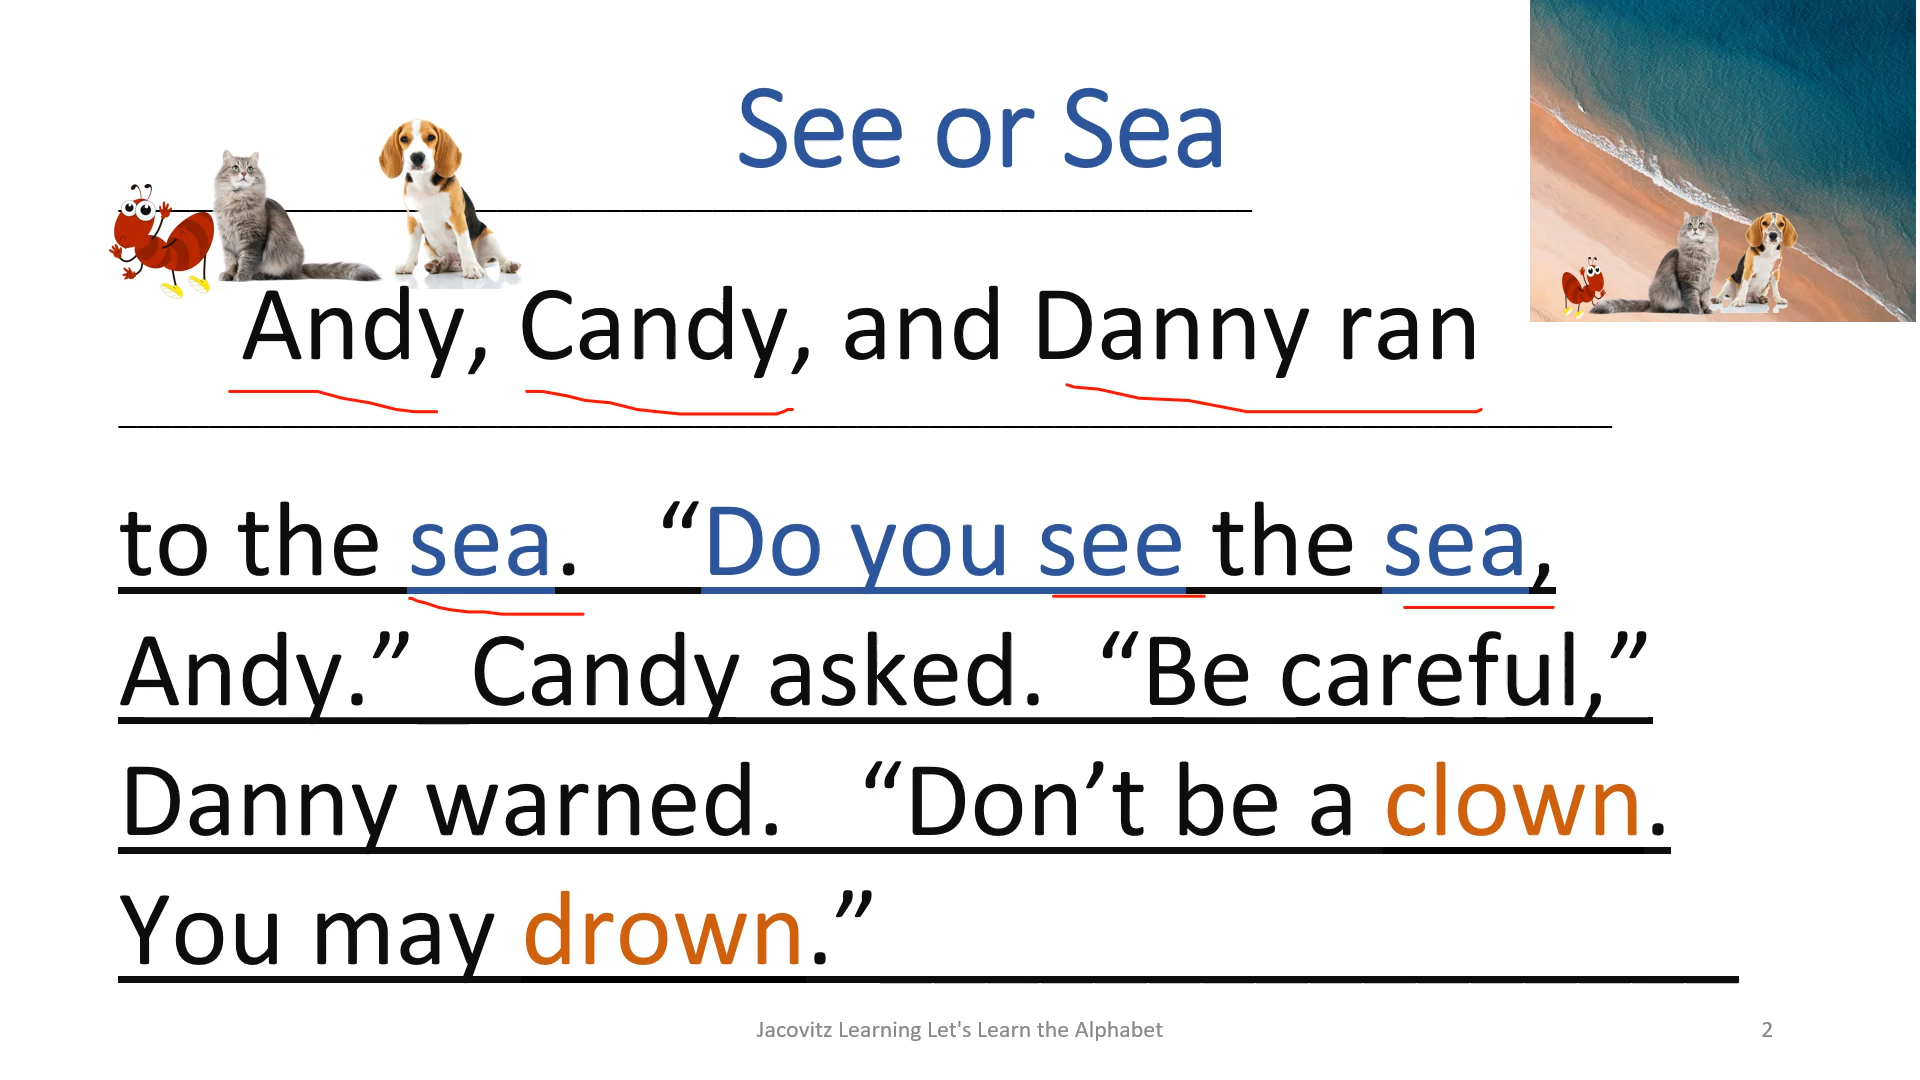 See or Sea
Andy, Candy, and Danny ran
to the sea. “Do you see the sea,
Andy.” Candy asked. “Be careful,”
Danny warned. “Don’t be a clown.
You may drown.”
Jacovitz Learning Let's Learn the Alphabet
2